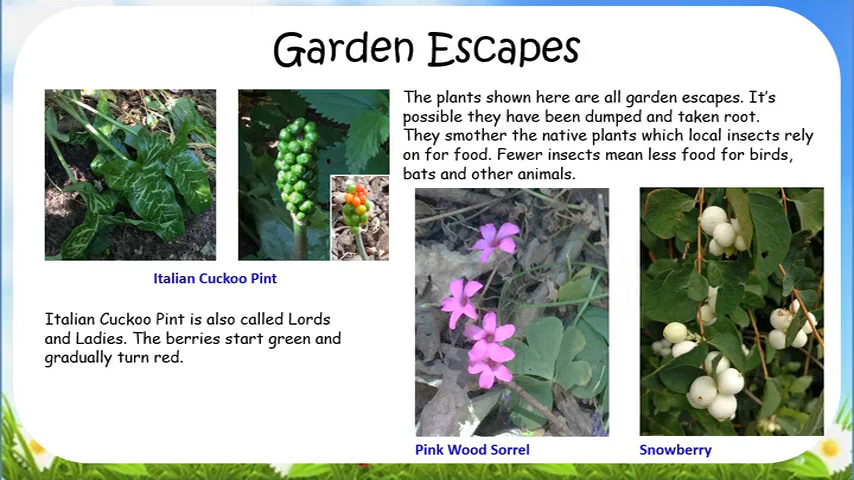 Garden Escapes
The plants shown here are all garden escapes. It's
possible they have been dumped and taken root.
They smother the native plants which local insects rely
on for food. Fewer insects mean less food for birds,
bats and other animals.
Italian Cuckoo Pint
Italian Cuckoo Pint is also called Lords
and Ladies. The berries start green and
gradually turn red.
Pink Wood Sorrel
Snowberry